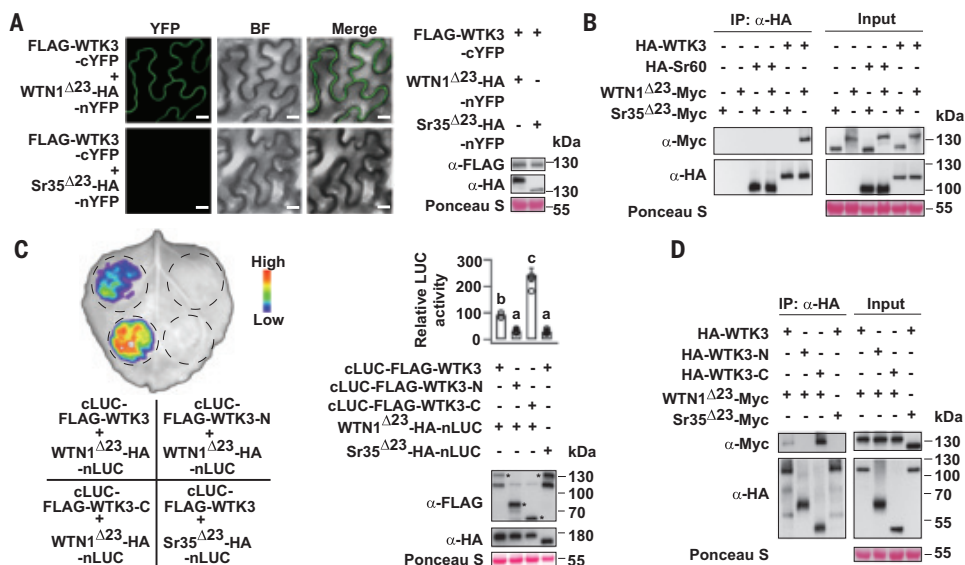 A
YFP BF Merge
FLAG-WTK3
-cYFP
+
WTN1Δ23-HA
-nYFP
FLAG-WTK3
-cYFP
+
Sr35Δ23-HA
-nYFP
FLAG-WTK3 + +
-cYFP
WTN1Δ23-HA + -
-nYFP
Sr35Δ23-HA - +
-nYFP
kDa
α-FLAG 130
α-HA 130
Ponceau S 55
B
IP: α-HA Input
HA-WTK3 - - - - + + - - - - + +
HA-Sr60 - - + + - - - - + + - -
WTN1Δ23-Myc - + - + - + - + - + - +
Sr35Δ23-Myc + - + - + - + - + - + -
kDa
α-Myc 130
α-HA 130
100
Ponceau S 55
C
High
Low
cLUC-
FLAG-WTK3
+
WTN1Δ23-HA
-nLUC
cLUC-
FLAG-WTK3-N
+
WTN1Δ23-HA
-nLUC
cLUC-
FLAG-WTK3-C
+
WTN1Δ23-HA
-nLUC
cLUC-
FLAG-WTK3
+
Sr35Δ23-HA
-nLUC
Relative LUC
activity
300
200
100
0
b a c a
cLUC-FLAG-WTK3 + - - +
cLUC-FLAG-WTK3-N - + - -
cLUC-FLAG-WTK3-C - - + -
WTN1Δ23-HA-nLUC + + + -
Sr35Δ23-HA-nLUC - - - +
kDa
α-FLAG 130
100
70
α-HA 180
Ponceau S 55
D
IP: α-HA Input
HA-WTK3 + - - + + - - +
HA-WTK3-N - + - - - + - -
HA-WTK3-C - - + - - - + -
WTN1Δ23-Myc + + + - + + + -
Sr35Δ23-Myc - - - + - - - +
kDa
α-Myc 130
α-HA 130
100
70
55
Ponceau S 55